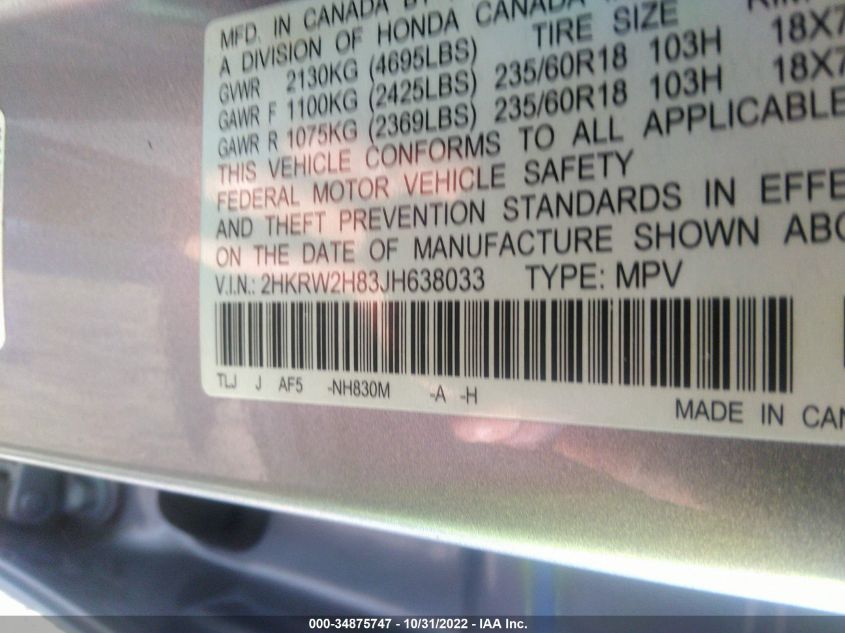 MFD. IN CANADA BY
A DIVISION OF HONDA CANADA
TIRE SIZE
GVWR 2130KG (4695LBS)
GAWR F 1100KG (2425LBS) 235/60R18 103H 18X7
GAWR R 1075KG (2369LBS) 235/60R18 103H 18X7
THIS VEHICLE CONFORMS TO ALL APPLICABLE
FEDERAL MOTOR VEHICLE SAFETY
AND THEFT PREVENTION STANDARDS IN EFFE
ON THE DATE OF MANUFACTURE SHOWN ABO
V.I.N.: 2HKRW2H83JH638033 TYPE: MPV
TLJ J AF5 -NH830M -A -H
MADE IN CAN
000-34875747 - 10/31/2022 - IAA Inc.